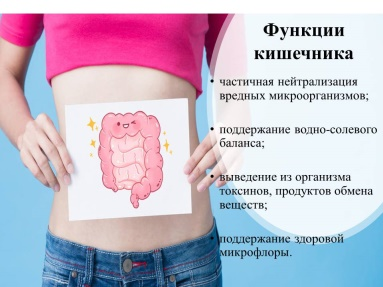 Функции
кишечника
• частичная нейтрализация
вредных микроорганизмов;
• поддержание водно-солевого
баланса;
• выведение из организма
токсинов, продуктов обмена
веществ;
• поддержание здоровой
микрофлоры.